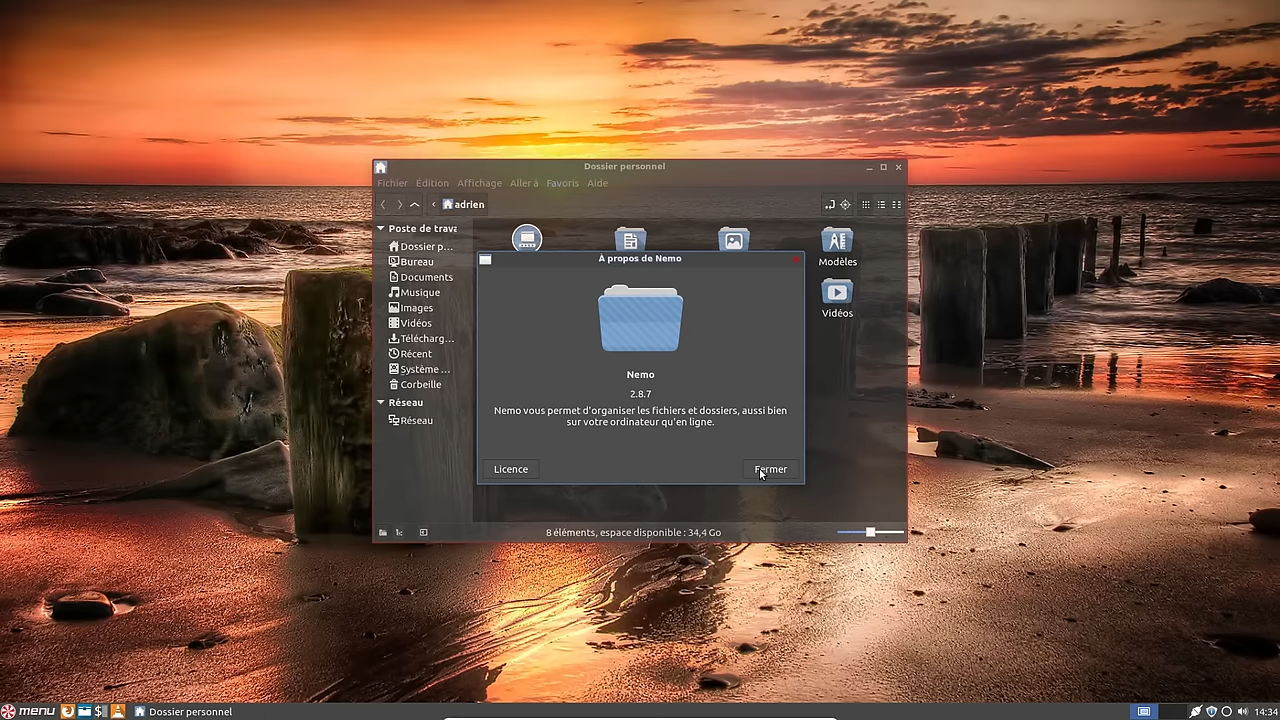 Dossier personnel
Fichier Édition Affichage Aller à Favoris Aide
adrien
Poste de trava
Dossier p...
Bureau
Documents
Musique
Images
Vidéos
Télécharg...
Récent
Système ...
Corbeille
Réseau
Réseau
Modèles
Vidéos
À propos de Nemo
Nemo
2.8.7
Nemo vous permet d'organiser les fichiers et dossiers, aussi bien
sur votre ordinateur qu'en ligne.
Licence Fermer
8 éléments, espace disponible : 34,4 Go
menu Dossier personnel 14:34